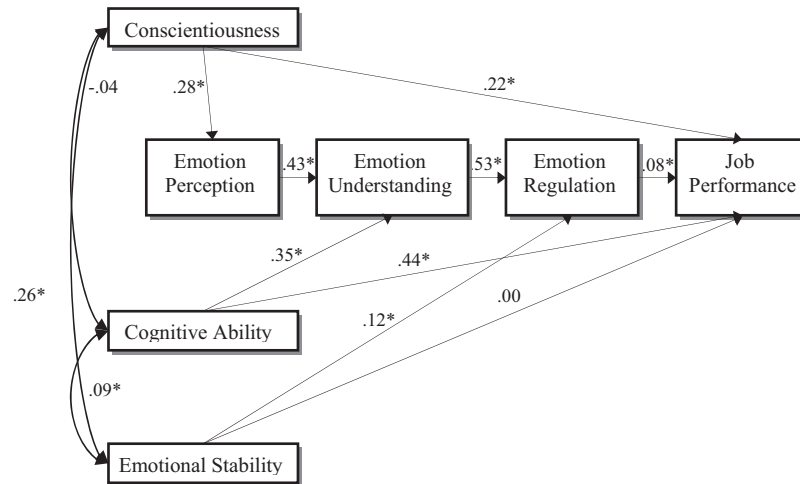 Conscientiousness
-.04
.28*
.22*
Emotion
Perception
.43*
Emotion
Understanding
.53*
Emotion
Regulation
.08*
Job
Performance
.35*
.44*
.26*
.12*
.00
Cognitive Ability
.09*
Emotional Stability